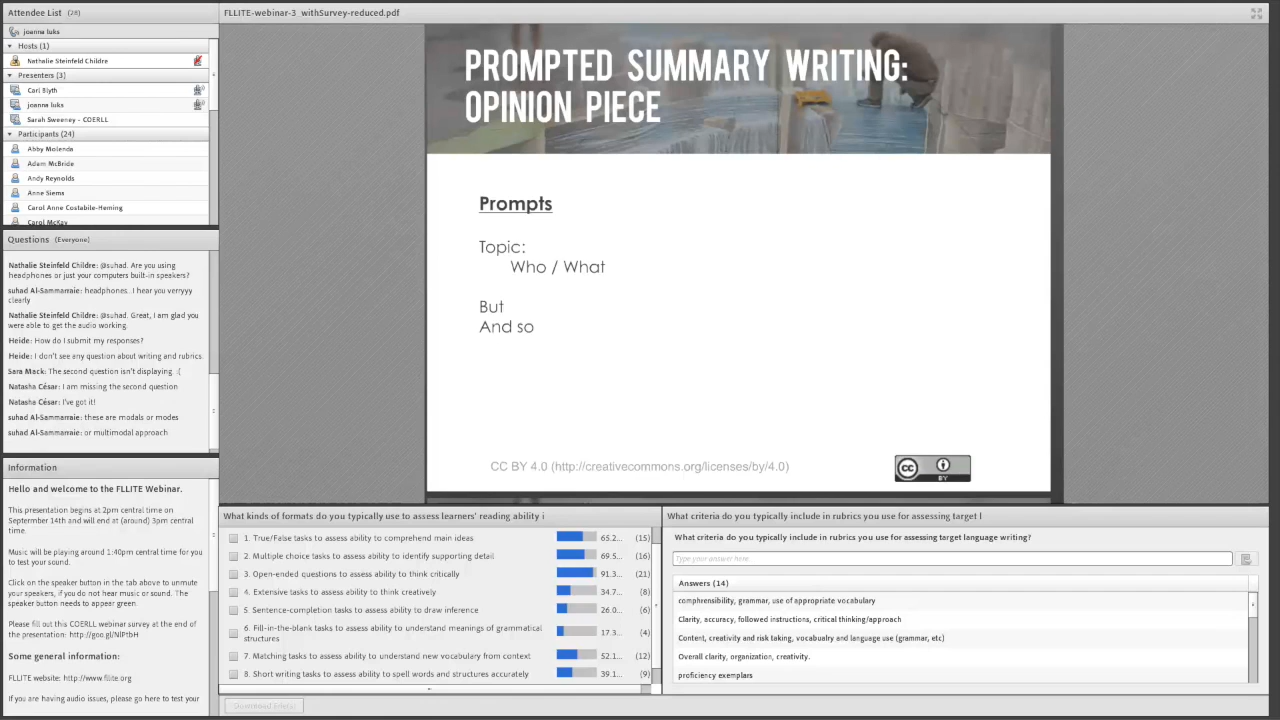 Attendee List (28)
joanna luks
Hosts (1)
Nathalie Steinfeld Childre
Presenters (3)
Carl Blyth
joanna luks
Sarah Sweeney - COERLL
Participants (24)
Abby Molenda
Adam McBride
Andy Reynolds
Anne Siems
Carol Anne Costabile-Heming
Carol McKay
Questions (Everyone)
Nathalie Steinfeld Childre: @suhad. Are you using
headphones or just your computers built-in speakers?
suhad Al-Sammarraie: headphones..I hear you verryyy
clearly
Nathalie Steinfeld Childre: @suhad. Great, I am glad you
were able to get the audio working.
Heide: How do I submit my responses?
Heide: I don't see any question about writing and rubrics.
Sara Mack: The second question isn't displaying. :(
Natasha César: I am missing the second question
Natasha César: I've got it!
suhad Al-Sammarraie: these are modals or modes
suhad Al-Sammarraie: or multimodal approach
Information
Hello and welcome to the FLLITE Webinar.
This presentation begins at 2pm central time on
Septermber 14th and will end at (around) 3pm central
time.
Music will be playing around 1:40pm central time for you
to test your sound.
Click on the speaker button in the tab above to unmute
your speakers, if you do not hear music or sound. The
speaker button needs to appear green.
Please fill out this COERLL webinar survey at the end of
the presentation: http://goo.gl/NlPtbH
Some general information:
FLLITE website: http://www.fllite.org
If you are having audio issues, please go here to test your
FLLITE-webinar-3_withSurvey-reduced.pdf
PROMPTED SUMMARY WRITING:
OPINION PIECE
Prompts
Topic:
Who / What
But
And so
CC BY 4.0 (http://creativecommons.org/licenses/by/4.0)
cc
BY
What kinds of formats do you typically use to assess learners' reading ability i
1. True/False tasks to assess ability to comprehend main ideas 65.2... (15)
2. Multiple choice tasks to assess ability to identify supporting detail 69.5... (16)
3. Open-ended questions to assess ability to think critically 91.3... (21)
4. Extensive tasks to assess ability to think creatively 34.7... (8)
5. Sentence-completion tasks to assess ability to draw inference 26.0... (6)
6. Fill-in-the-blank tasks to assess ability to understand meanings of grammatical
structures 17.3... (4)
7. Matching tasks to assess ability to understand new vocabulary from context 52.1... (12)
8. Short writing tasks to assess ability to spell words and structures accurately 39.1... (9)
Download File(s)
What criteria do you typically include in rubrics you use for assessing target l
What criteria do you typically include in rubrics you use for assessing target language writing?
Type your answer here.
Answers (14)
comphrensibility, grammar, use of appropriate vocabulary
Clarity, accuracy, followed instructions, critical thinking/approach
Content, creativity and risk taking, vocabualry and language use (grammar, etc)
Overall clarity, organization, creativity.
proficiency exemplars